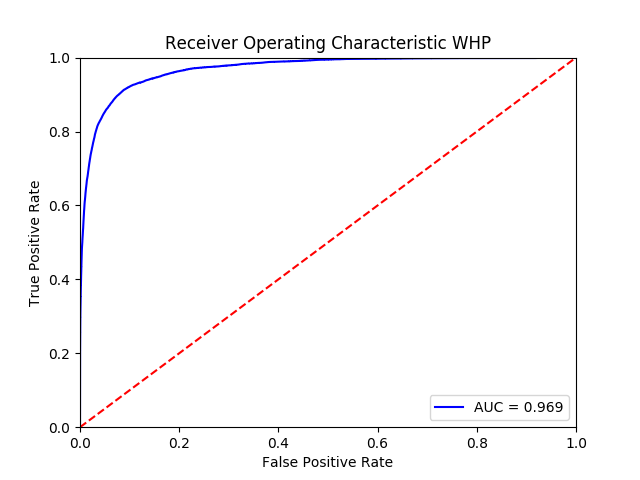 Receiver Operating Characteristic WHP
True Positive Rate
1.0
0.8
0.6
0.4
0.2
0.0
AUC = 0.969
0.0 0.2 0.4 0.6 0.8 1.0
False Positive Rate